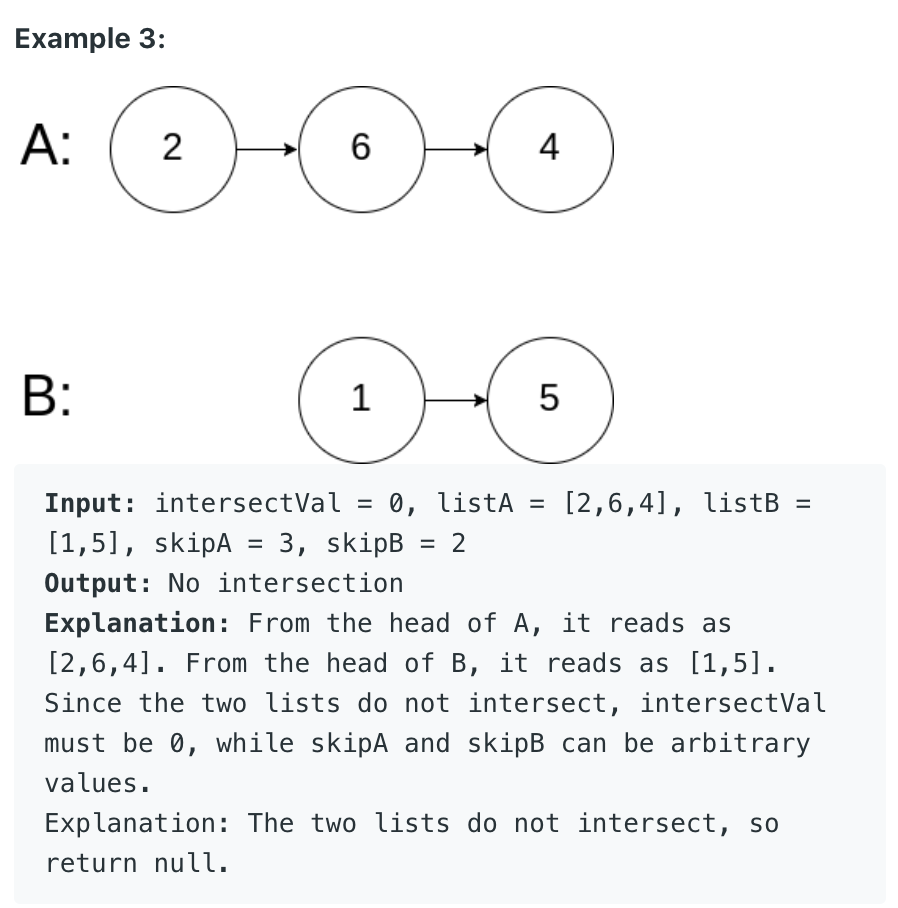 Example 3:
A: 2 6 4
B: 1 5
Input: intersectVal = 0, listA = [2,6,4], listB =
[1,5], skipA = 3, skipB = 2
Output: No intersection
Explanation: From the head of A, it reads as
[2,6,4]. From the head of B, it reads as [1,5].
Since the two lists do not intersect, intersectVal
must be 0, while skipA and skipB can be arbitrary
values.
Explanation: The two lists do not intersect, so
return null.